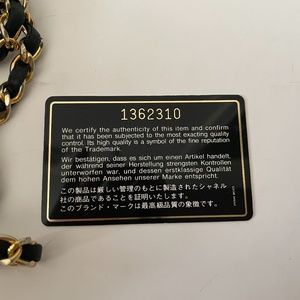 1362310
We certify the authenticity of this item and confirm
that it has been subjected to the most exacting quality
control. Its high quality is a symbol of the fine reputation
of the Trademark.
Wir bestätigen, dass es sich um einen Artikel handelt,
der während seiner Herstellung strengsten Kontrollen
unterworfen war, und dessen erstklassige Qualität
dem hohen Ansehen unserer Marke entspricht.
この製品は、厳しい管理のもとに製造されたシャネル
社の商品であることを証明いたします。
このブランド・マークは最高級品質の象徴です。